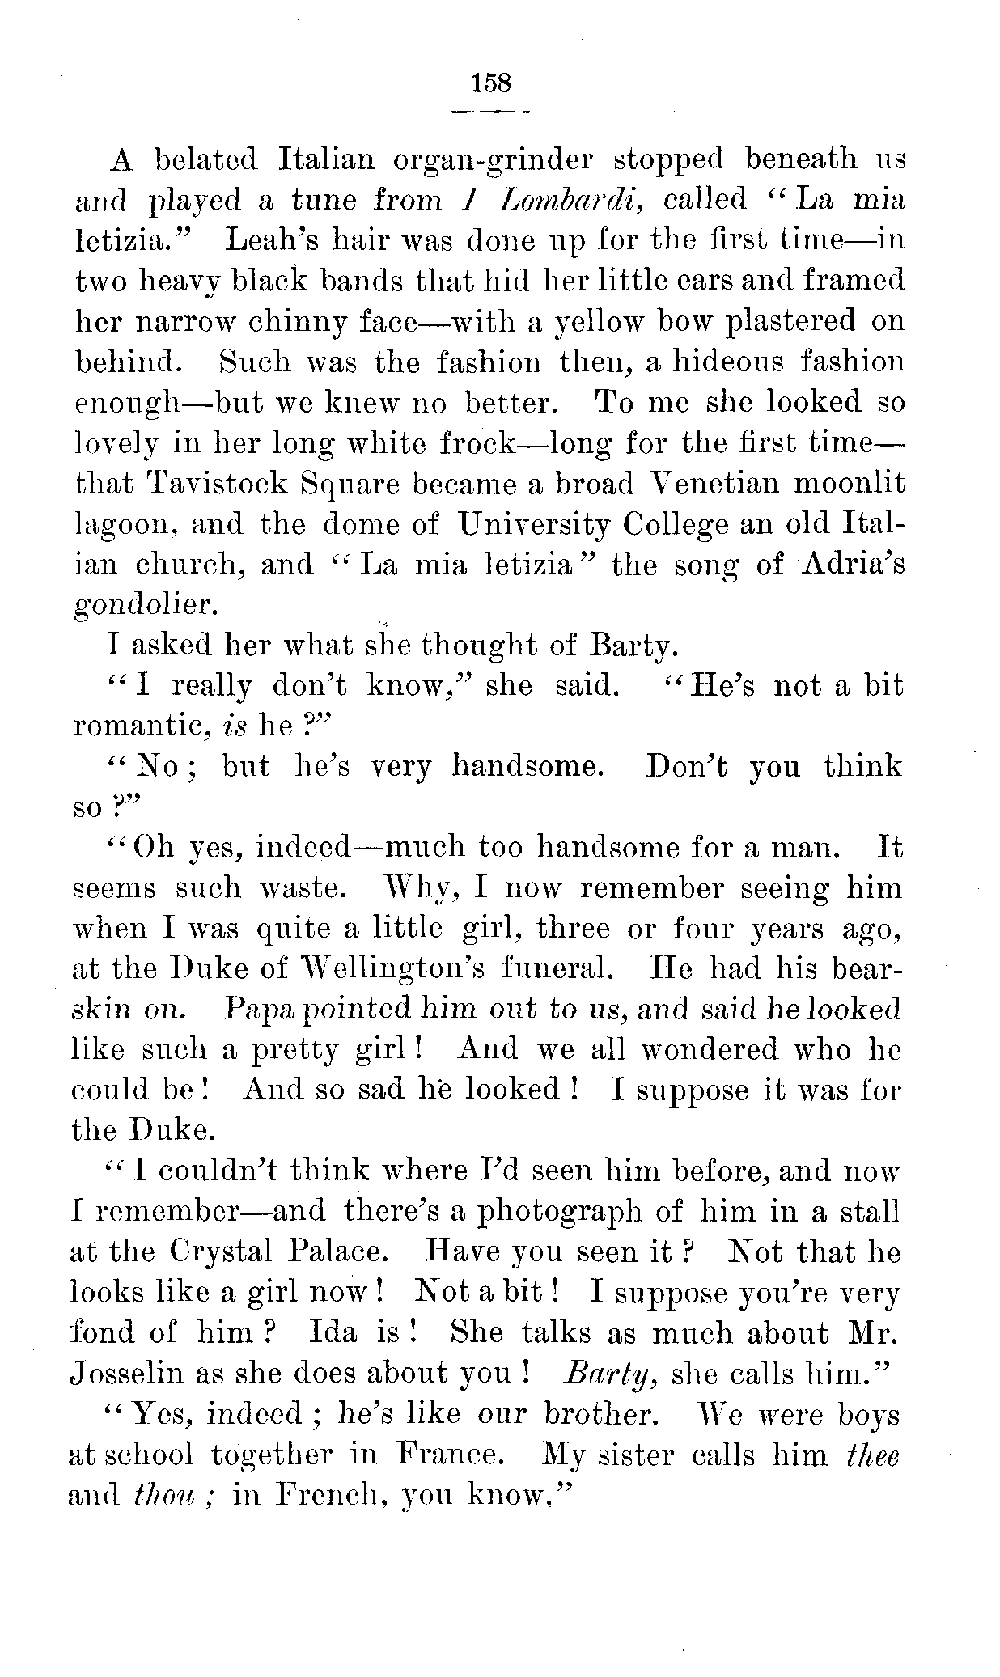 158
A belated Italian organ-grinder stopped beneath us
and played a tune from I Lombardi, called “La mia
letizia.” Leah’s hair was done up for the first time—in
two heavy black bands that hid her little ears and framed
her narrow chinny face—with a yellow bow plastered on
behind. Such was the fashion then, a hideous fashion
enough—but we knew no better. To me she looked so
lovely in her long white frock—long for the first time—
that Tavistock Square became a broad Venetian moonlit
lagoon, and the dome of University College an old Ital-
ian church, and “La mia letizia” the song of Adria’s
gondolier.
I asked her what she thought of Barty.
“I really don’t know,” she said. “He’s not a bit
romantic, is he?”
“No; but he’s very handsome. Don’t you think
so?”
“Oh yes, indeed—much too handsome for a man. It
seems such waste. Why, I now remember seeing him
when I was quite a little girl, three or four years ago,
at the Duke of Wellington’s funeral. He had his bear-
skin on. Papa pointed him out to us, and said he looked
like such a pretty girl! And we all wondered who he
could be! And so sad he looked! I suppose it was for
the Duke.
“I couldn’t think where I’d seen him before, and now
I remember—and there’s a photograph of him in a stall
at the Crystal Palace. Have you seen it? Not that he
looks like a girl now! Not a bit! I suppose you’re very
fond of him? Ida is! She talks as much about Mr.
Josselin as she does about you! Barty, she calls him.”
“Yes, indeed; he’s like our brother. We were boys
at school together in France. My sister calls him thee
and thou; in French, you know.”